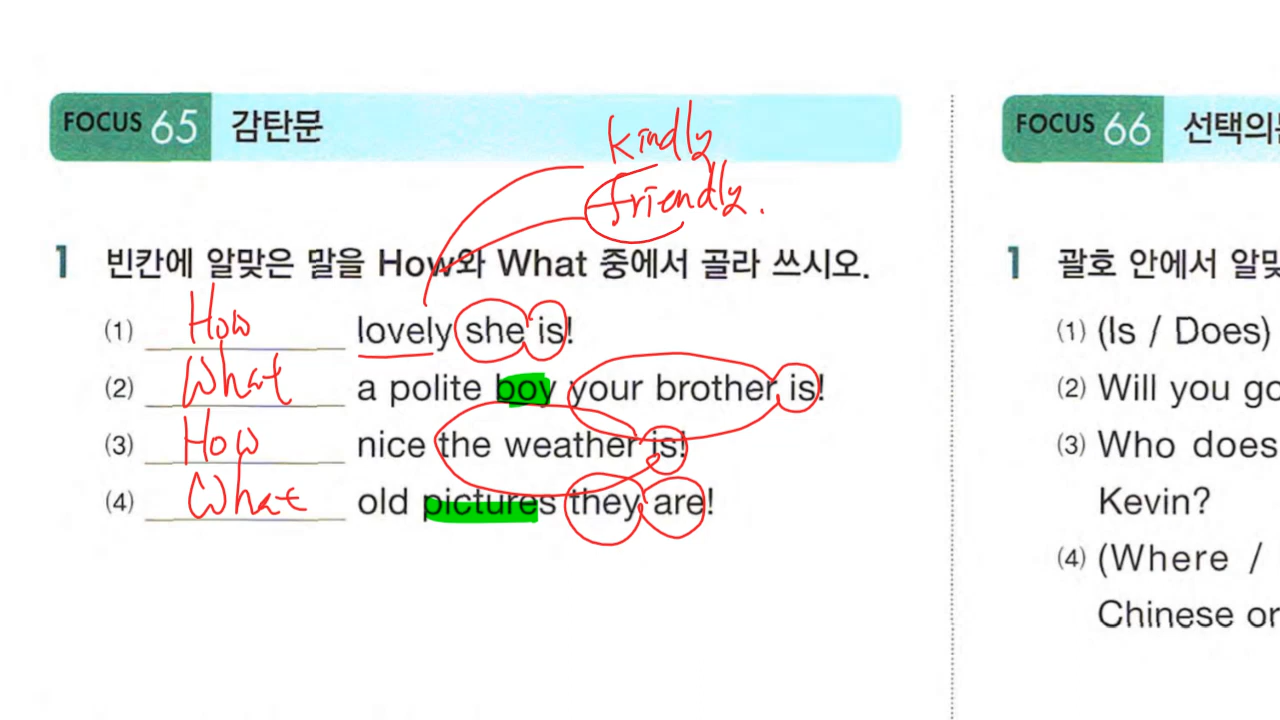 FOCUS 65 감탄문
kindly
friendly.
1 빈칸에 알맞은 말을 How와 What 중에서 골라 쓰시오.
(1) How lovely she is!
(2) What a polite boy your brother is!
(3) How nice the weather is!
(4) What old pictures they are!
FOCUS 66 선택의
1 괄호 안에서 알맞
(1) (Is / Does)
(2) Will you go
(3) Who does
Kevin?
(4) (Where /
Chinese or